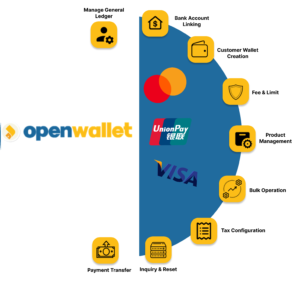 Manage General
Ledger
Bank Account
Linking
Customer Wallet
Creation
Fee & Limit
openwallet
UnionPay
银联
Product
Management
VISA
Bulk Operation
Tax Configuration
Payment Transfer
Inquiry & Reset